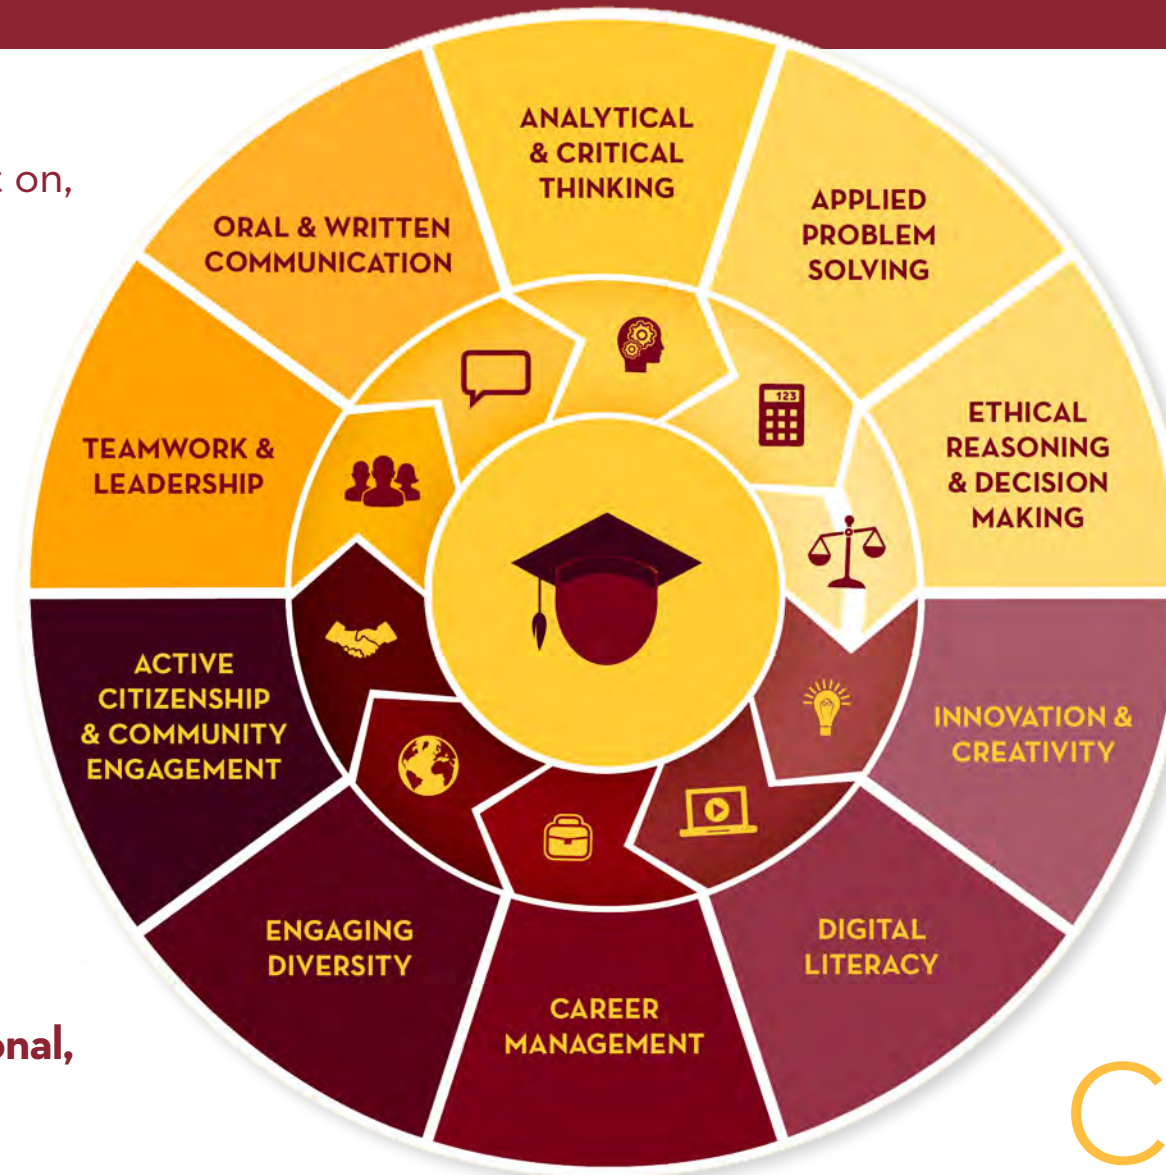 t on,
ANALYTICAL
& CRITICAL
THINKING
APPLIED
PROBLEM
SOLVING
ETHICAL
REASONING
& DECISION
MAKING
INNOVATION &
CREATIVITY
DIGITAL
LITERACY
CAREER
MANAGEMENT
ENGAGING
DIVERSITY
ACTIVE
CITIZENSHIP
& COMMUNITY
ENGAGEMENT
TEAMWORK &
LEADERSHIP
ORAL & WRITTEN
COMMUNICATION
123
onal,
C